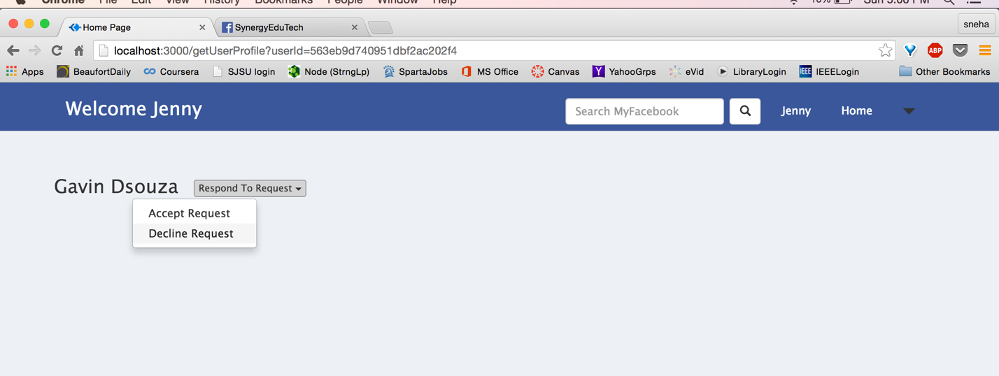 Chrome File Edit View History Bookmarks People Window Help
Home Page
SynergyEduTech
sneha
localhost:3000/getUserProfile?userId=563eb9d740951dbf2ac202f4
ABP
Apps BeaufortDaily Coursera SJSU login Node (StrngLp) SpartaJobs MS Office Canvas YahooGrps eVid LibraryLogin IEEELogin Other Bookmarks
Welcome Jenny
Search MyFacebook
Jenny
Home
Gavin Dsouza
Respond To Request
Accept Request
Decline Request